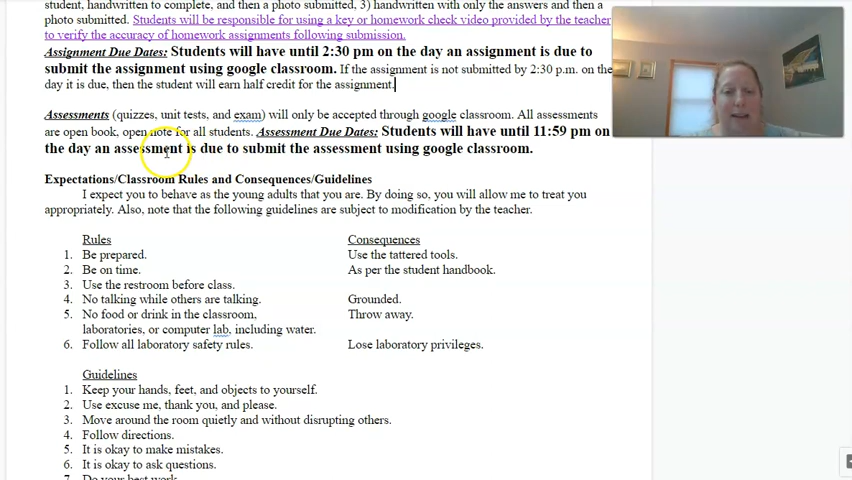 student, handwritten to complete, and then a photo submitted, 3) handwritten with only the answers and then a
photo submitted. Students will be responsible for using a key or homework check video provided by the teacher
to verify the accuracy of homework assignments following submission.
Assignment Due Dates: Students will have until 2:30 pm on the day an assignment is due to
submit the assignment using google classroom. If the assignment is not submitted by 2:30 p.m. on the
day it is due, then the student will earn half credit for the assignment.
Assessments (quizzes, unit tests, and exam) will only be accepted through google classroom. All assessments
are open book, open note for all students. Assessment Due Dates: Students will have until 11:59 pm on
the day an assessment is due to submit the assessment using google classroom.
Expectations/Classroom Rules and Consequences/Guidelines
I expect you to behave as the young adults that you are. By doing so, you will allow me to treat you
appropriately. Also, note that the following guidelines are subject to modification by the teacher.
Rules Consequences
1. Be prepared. Use the tattered tools.
2. Be on time. As per the student handbook.
3. Use the restroom before class.
4. No talking while others are talking. Grounded.
5. No food or drink in the classroom, Throw away.
laboratories, or computer lab, including water.
6. Follow all laboratory safety rules. Lose laboratory privileges.
Guidelines
1. Keep your hands, feet, and objects to yourself.
2. Use excuse me, thank you, and please.
3. Move around the room quietly and without disrupting others.
4. Follow directions.
5. It is okay to make mistakes.
6. It is okay to ask questions.
7. Do your best work.